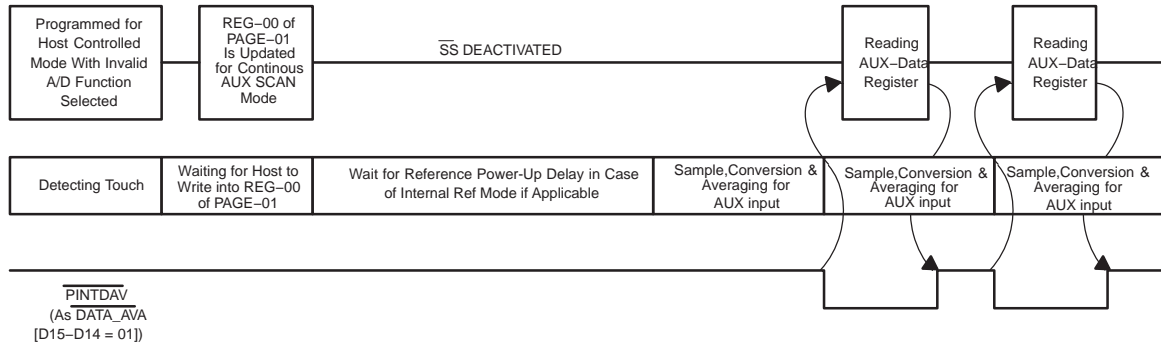 Programmed for
Host Controlled
Mode With Invalid
A/D Function
Selected
REG–00 of
PAGE–01
Is Updated
for Continous
AUX SCAN
Mode
SS DEACTIVATED
Reading
AUX–Data
Register
Reading
AUX–Data
Register
Detecting Touch
Waiting for Host to
Write into REG–00
of PAGE–01
Wait for Reference Power-Up Delay in Case
of Internal Ref Mode if Applicable
Sample,Conversion &
Averaging for
AUX input
Sample,Conversion &
Averaging for
AUX input
Sample,Conversion &
Averaging for
AUX input
PINTDAV
(As DATA_AVA
[D15–D14 = 01])